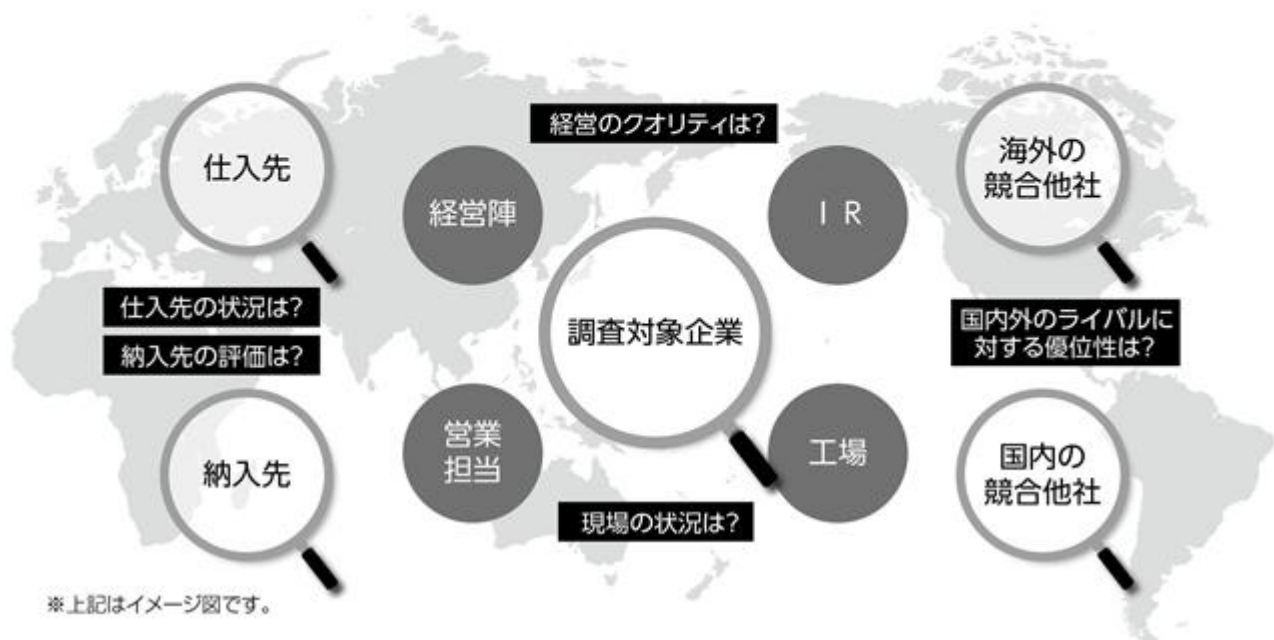 経営のクオリティは?
仕入先
経営陣
I R
海外の
競合他社
仕入先の状況は?
納入先の評価は?
調査対象企業
国内外のライバルに
対する優位性は?
納入先
営業
担当
工場
国内の
競合他社
現場の状況は?
※上記はイメージ図です。